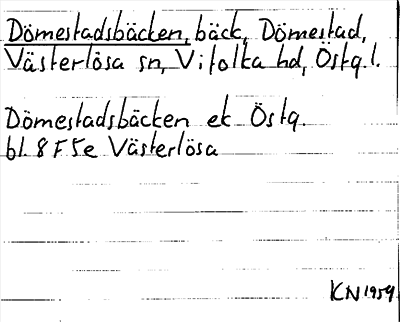 Dömestadsbäcken, bäck, Dömestad,
Västerlösa sn, Vifolka hd, Östg. l.
Dömestadsbäcken ek Östg.
bl. 8 F 5e Västerlösa
KN 1959